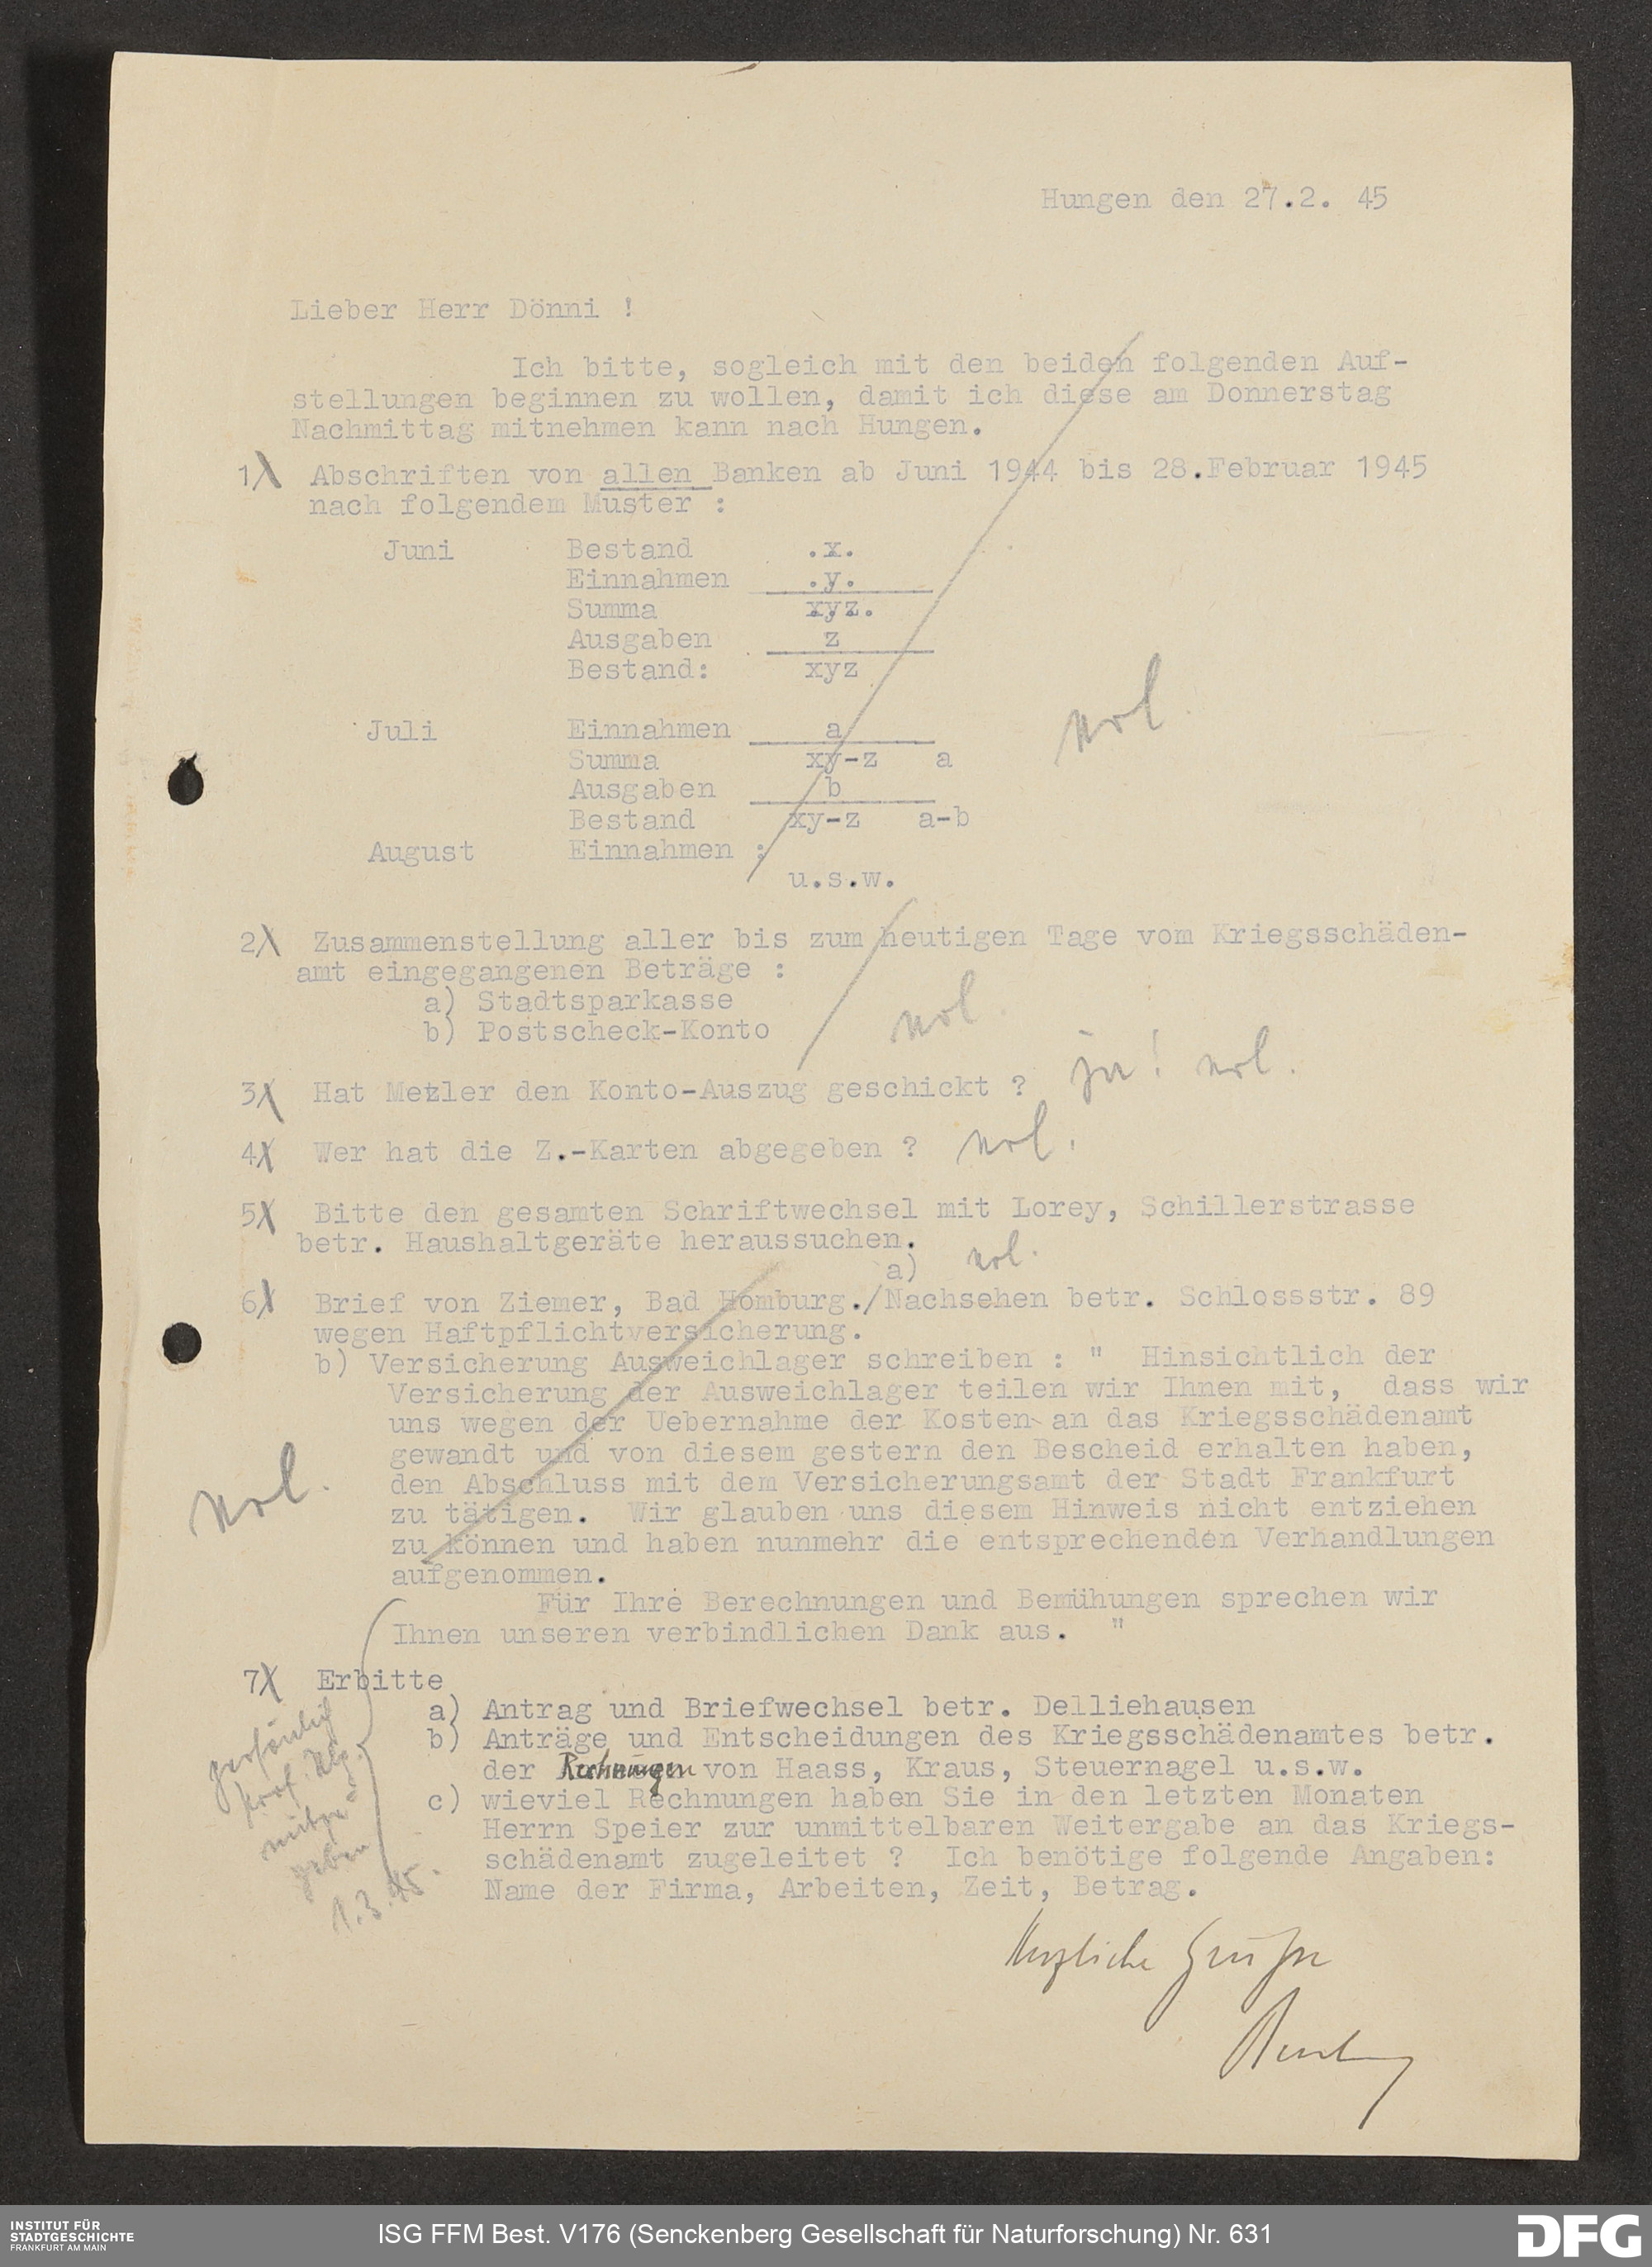 Hungen den 27.2. 45
Lieber Herr Dönni !
Ich bitte, sogleich mit den beiden folgenden Auf-
stellungen beginnen zu wollen, damit ich diese am Donnerstag
Nachmittag mitnehmen kann nach Hungen.
1) Abschriften von allen Banken ab Juni 1944 bis 28.Februar 1945
nach folgendem Muster :
Juni Bestand .x.
Einnahmen .y.
Summa xyz.
Ausgaben z
Bestand: xyz
Juli Einnahmen a
Summa xy-z a
Ausgaben b
Bestand xy-z a-b
August Einnahmen :
u.s.w.
erl.
2) Zusammenstellung aller bis zum heutigen Tage vom Kriegsschäden-
amt eingegangenen Beträge :
a) Stadtsparkasse
b) Postscheck-Konto erl.
3) Hat Metzler den Konto-Auszug geschickt ? ja! erl.
4) Wer hat die Z.-Karten abgegeben ? erl.
5) Bitte den gesamten Schriftwechsel mit Lorey, Schillerstrasse
betr. Haushaltgeräte heraussuchen. erl.
a)
6) Brief von Ziemer, Bad Homburg./Nachsehen betr. Schlossstr. 89
wegen Haftpflichtversicherung.
b) Versicherung Ausweichlager schreiben : " Hinsichtlich der
Versicherung der Ausweichlager teilen wir Ihnen mit, dass wir
uns wegen der Uebernahme der Kosten an das Kriegsschädenamt
gewandt und von diesem gestern den Bescheid erhalten haben,
den Abschluss mit dem Versicherungsamt der Stadt Frankfurt
zu tätigen. Wir glauben uns diesem Hinweis nicht entziehen
zu können und haben nunmehr die entsprechenden Verhandlungen
aufgenommen.
erl.
Für Ihre Berechnungen und Bemühungen sprechen wir
Ihnen unseren verbindlichen Dank aus. "
7) Erbitte
a) Antrag und Briefwechsel betr. Delliehausen
b) Anträge und Entscheidungen des Kriegsschädenamtes betr.
der Rechnungen von Haass, Kraus, Steuernagel u.s.w.
c) wieviel Rechnungen haben Sie in den letzten Monaten
Herrn Speier zur unmittelbaren Weitergabe an das Kriegs-
schädenamt zugeleitet ? Ich benötige folgende Angaben:
Name der Firma, Arbeiten, Zeit, Betrag.
persönlich
Prof.
mitge-
geben
1.3.45.
Herzliche Grüße
INSTITUT FÜR
STADTGESCHICHTE
FRANKFURT AM MAIN
ISG FFM Best. V176 (Senckenberg Gesellschaft für Naturforschung) Nr. 631
DFG